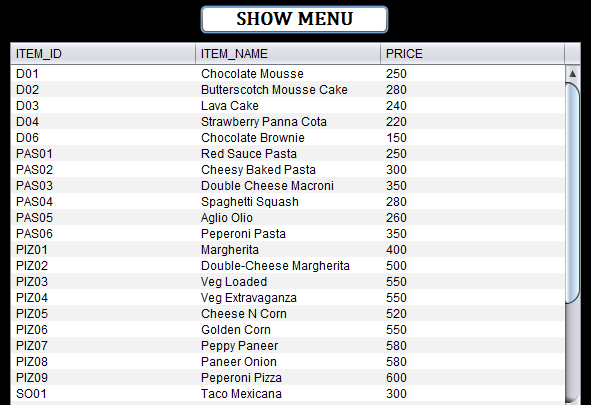 SHOW MENU
ITEM_ID ITEM_NAME PRICE
D01 Chocolate Mousse 250
D02 Butterscotch Mousse Cake 280
D03 Lava Cake 240
D04 Strawberry Panna Cota 220
D06 Chocolate Brownie 150
PAS01 Red Sauce Pasta 250
PAS02 Cheesy Baked Pasta 300
PAS03 Double Cheese Macroni 350
PAS04 Spaghetti Squash 280
PAS05 Aglio Olio 260
PAS06 Peperoni Pasta 350
PIZ01 Margherita 400
PIZ02 Double-Cheese Margherita 500
PIZ03 Veg Loaded 550
PIZ04 Veg Extravaganza 550
PIZ05 Cheese N Corn 520
PIZ06 Golden Corn 550
PIZ07 Peppy Paneer 580
PIZ08 Paneer Onion 580
PIZ09 Peperoni Pizza 600
SO01 Taco Mexicana 300